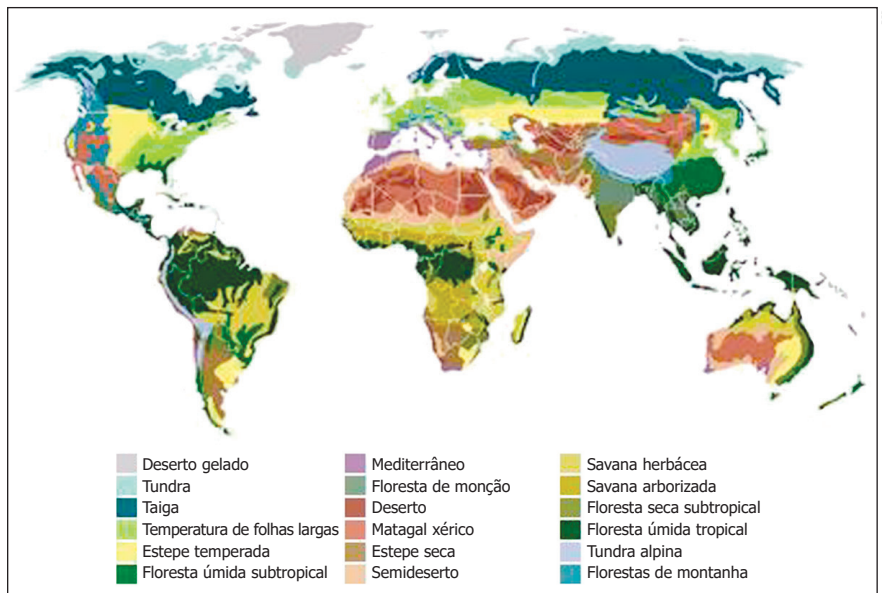 Deserto gelado
Tundra
Taiga
Temperatura de folhas largas
Estepe temperada
Floresta úmida subtropical
Mediterrâneo
Floresta de monção
Deserto
Matagal xérico
Estepe seca
Semideserto
Savana herbácea
Savana arborizada
Floresta seca subtropical
Floresta úmida tropical
Tundra alpina
Florestas de montanha